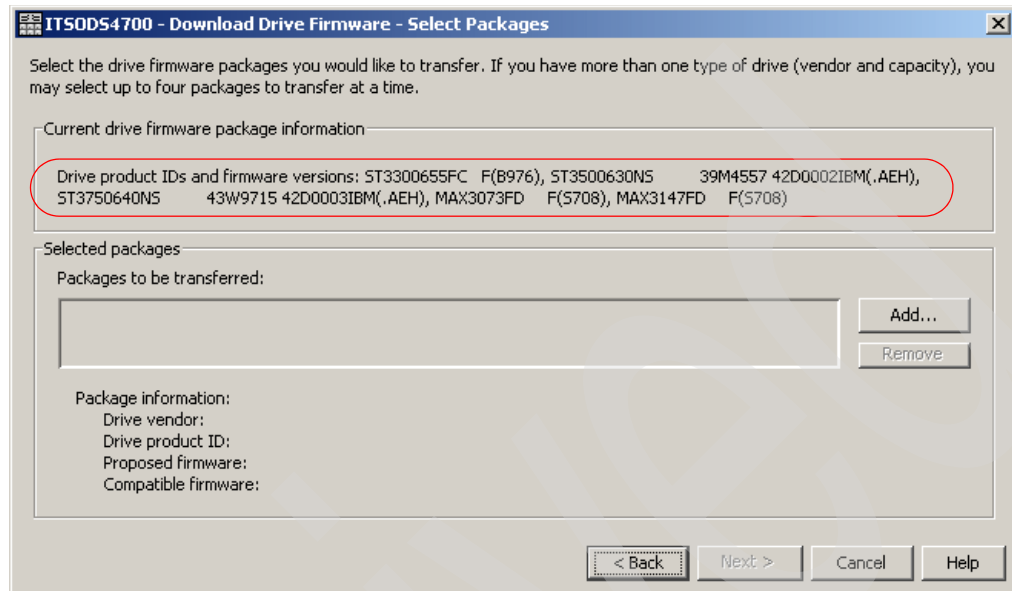 ITSODS4700 - Download Drive Firmware - Select Packages
Select the drive firmware packages you would like to transfer. If you have more than one type of drive (vendor and capacity), you
may select up to four packages to transfer at a time.
Current drive firmware package information
Drive product IDs and firmware versions: ST3300655FC F(B976), ST3500630NS 39M4557 42D0002IBM(.AEH),
ST3750640NS 43W9715 42D0003IBM(.AEH), MAX3073FD F(S708), MAX3147FD F(S708)
Selected packages
Packages to be transferred:
Add...
Remove
Package information:
Drive vendor:
Drive product ID:
Proposed firmware:
Compatible firmware:
< Back Next > Cancel Help